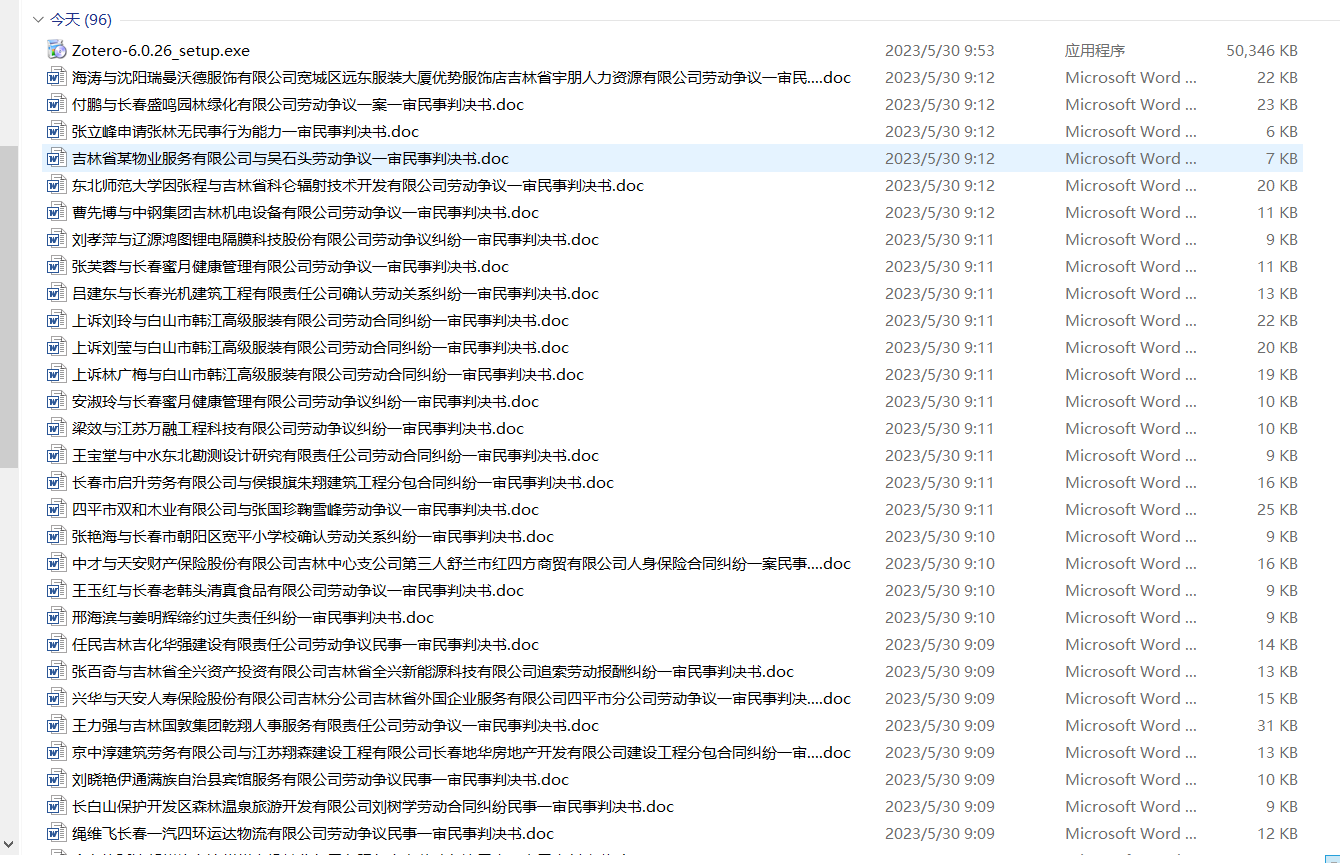 今天 (96)
Zotero-6.0.26_setup.exe 2023/5/30 9:53 应用程序 50,346 KB
海涛与沈阳瑞曼沃德服饰有限公司宽城区远东服装大厦优势服饰店吉林省宇朋人力资源有限公司劳动争议一审民....doc 2023/5/30 9:12 Microsoft Word ... 22 KB
付鹏与长春盛鸣园林绿化有限公司劳动争议一案一审民事判决书.doc 2023/5/30 9:12 Microsoft Word ... 23 KB
张立峰申请张林无民事行为能力一审民事判决书.doc 2023/5/30 9:12 Microsoft Word ... 6 KB
吉林省某物业服务有限公司与吴石头劳动争议一审民事判决书.doc 2023/5/30 9:12 Microsoft Word ... 7 KB
东北师范大学因张程与吉林省科仑辐射技术开发有限公司劳动争议一审民事判决书.doc 2023/5/30 9:12 Microsoft Word ... 20 KB
曹先博与中钢集团吉林机电设备有限公司劳动争议一审民事判决书.doc 2023/5/30 9:12 Microsoft Word ... 11 KB
刘孝萍与辽源鸿图锂电隔膜科技股份有限公司劳动争议纠纷一审民事判决书.doc 2023/5/30 9:11 Microsoft Word ... 9 KB
张芙蓉与长春蜜月健康管理有限公司劳动争议一审民事判决书.doc 2023/5/30 9:11 Microsoft Word ... 11 KB
吕建东与长春光机建筑工程有限责任公司确认劳动关系纠纷一审民事判决书.doc 2023/5/30 9:11 Microsoft Word ... 13 KB
上诉刘玲与白山市韩江高级服装有限公司劳动合同纠纷一审民事判决书.doc 2023/5/30 9:11 Microsoft Word ... 22 KB
上诉刘莹与白山市韩江高级服装有限公司劳动合同纠纷一审民事判决书.doc 2023/5/30 9:11 Microsoft Word ... 20 KB
上诉林广梅与白山市韩江高级服装有限公司劳动合同纠纷一审民事判决书.doc 2023/5/30 9:11 Microsoft Word ... 19 KB
安淑玲与长春蜜月健康管理有限公司劳动争议纠纷一审民事判决书.doc 2023/5/30 9:11 Microsoft Word ... 10 KB
梁效与江苏万融工程科技有限公司劳动争议纠纷一审民事判决书.doc 2023/5/30 9:11 Microsoft Word ... 10 KB
王宝堂与中水东北勘测设计研究有限责任公司劳动合同纠纷一审民事判决书.doc 2023/5/30 9:11 Microsoft Word ... 9 KB
长春市启升劳务有限公司与侯银旗朱翔建筑工程分包合同纠纷一审民事判决书.doc 2023/5/30 9:11 Microsoft Word ... 16 KB
四平市双和木业有限公司与张国珍鞠雪峰劳动争议一审民事判决书.doc 2023/5/30 9:11 Microsoft Word ... 25 KB
张艳海与长春市朝阳区宽平小学校确认劳动关系纠纷一审民事判决书.doc 2023/5/30 9:10 Microsoft Word ... 9 KB
中才与天安财产保险股份有限公司吉林中心支公司第三人舒兰市红四方商贸有限公司人身保险合同纠纷一案民事....doc 2023/5/30 9:10 Microsoft Word ... 16 KB
王玉红与长春老韩头清真食品有限公司劳动争议一审民事判决书.doc 2023/5/30 9:10 Microsoft Word ... 9 KB
邢海滨与姜明辉缔约过失责任纠纷一审民事判决书.doc 2023/5/30 9:10 Microsoft Word ... 9 KB
任民吉林吉化华强建设有限责任公司劳动争议民事一审民事判决书.doc 2023/5/30 9:09 Microsoft Word ... 14 KB
张百奇与吉林省全兴资产投资有限公司吉林省全兴新能源科技有限公司追索劳动报酬纠纷一审民事判决书.doc 2023/5/30 9:09 Microsoft Word ... 13 KB
兴华与天安人寿保险股份有限公司吉林分公司吉林省外国企业服务有限公司四平市分公司劳动争议一审民事判决....doc 2023/5/30 9:09 Microsoft Word ... 15 KB
王力强与吉林国敦集团乾翔人事服务有限责任公司劳动争议一审民事判决书.doc 2023/5/30 9:09 Microsoft Word ... 31 KB
京中淳建筑劳务有限公司与江苏翔森建设工程有限公司长春地华房地产开发有限公司建设工程分包合同纠纷一审....doc 2023/5/30 9:09 Microsoft Word ... 13 KB
刘晓艳伊通满族自治县宾馆服务有限公司劳动争议民事一审民事判决书.doc 2023/5/30 9:09 Microsoft Word ... 10 KB
长白山保护开发区森林温泉旅游开发有限公司刘树学劳动合同纠纷民事一审民事判决书.doc 2023/5/30 9:09 Microsoft Word ... 9 KB
绳维飞长春一汽四环运达物流有限公司劳动争议民事一审民事判决书.doc 2023/5/30 9:09 Microsoft Word ... 12 KB